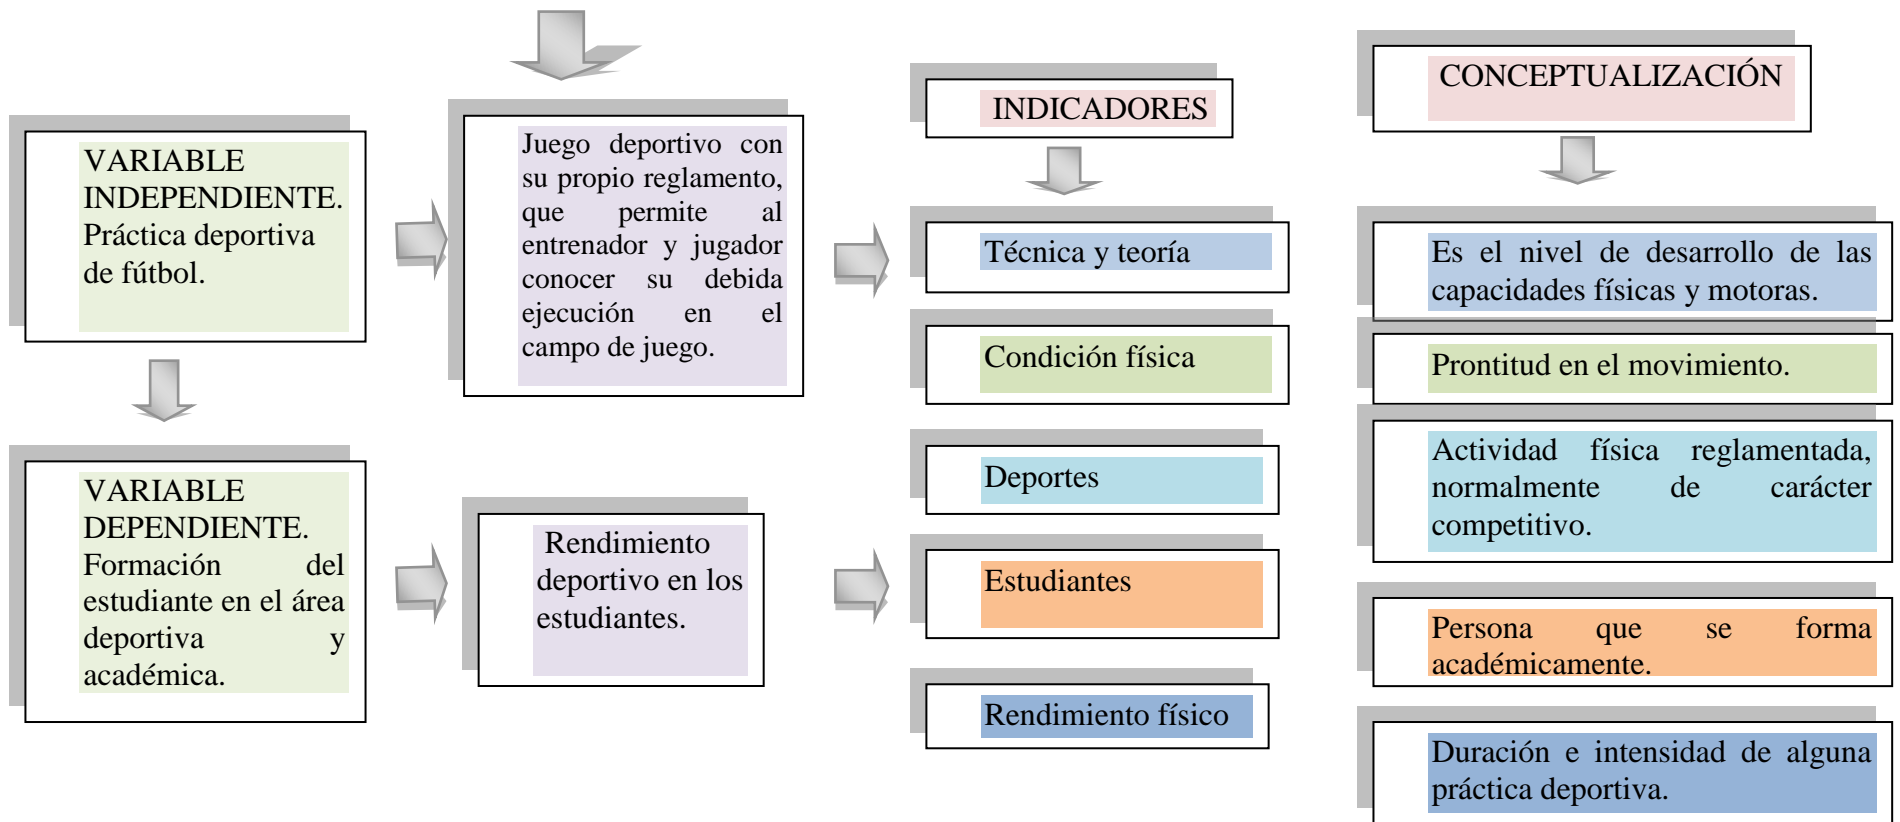 VARIABLE
INDEPENDIENTE.
Práctica deportiva
de fútbol.
Juego deportivo con
su propio reglamento,
que permite al
entrenador y jugador
conocer su debida
ejecución en el
campo de juego.
INDICADORES
CONCEPTUALIZACIÓN
Técnica y teoría
Es el nivel de desarrollo de las
capacidades físicas y motoras.
Condición física
Prontitud en el movimiento.
Deportes
Actividad física reglamentada,
normalmente de carácter
competitivo.
VARIABLE
DEPENDIENTE.
Formación del
estudiante en el área
deportiva y
académica.
Rendimiento
deportivo en los
estudiantes.
Estudiantes
Persona que se forma
académicamente.
Rendimiento físico
Duración e intensidad de alguna
práctica deportiva.